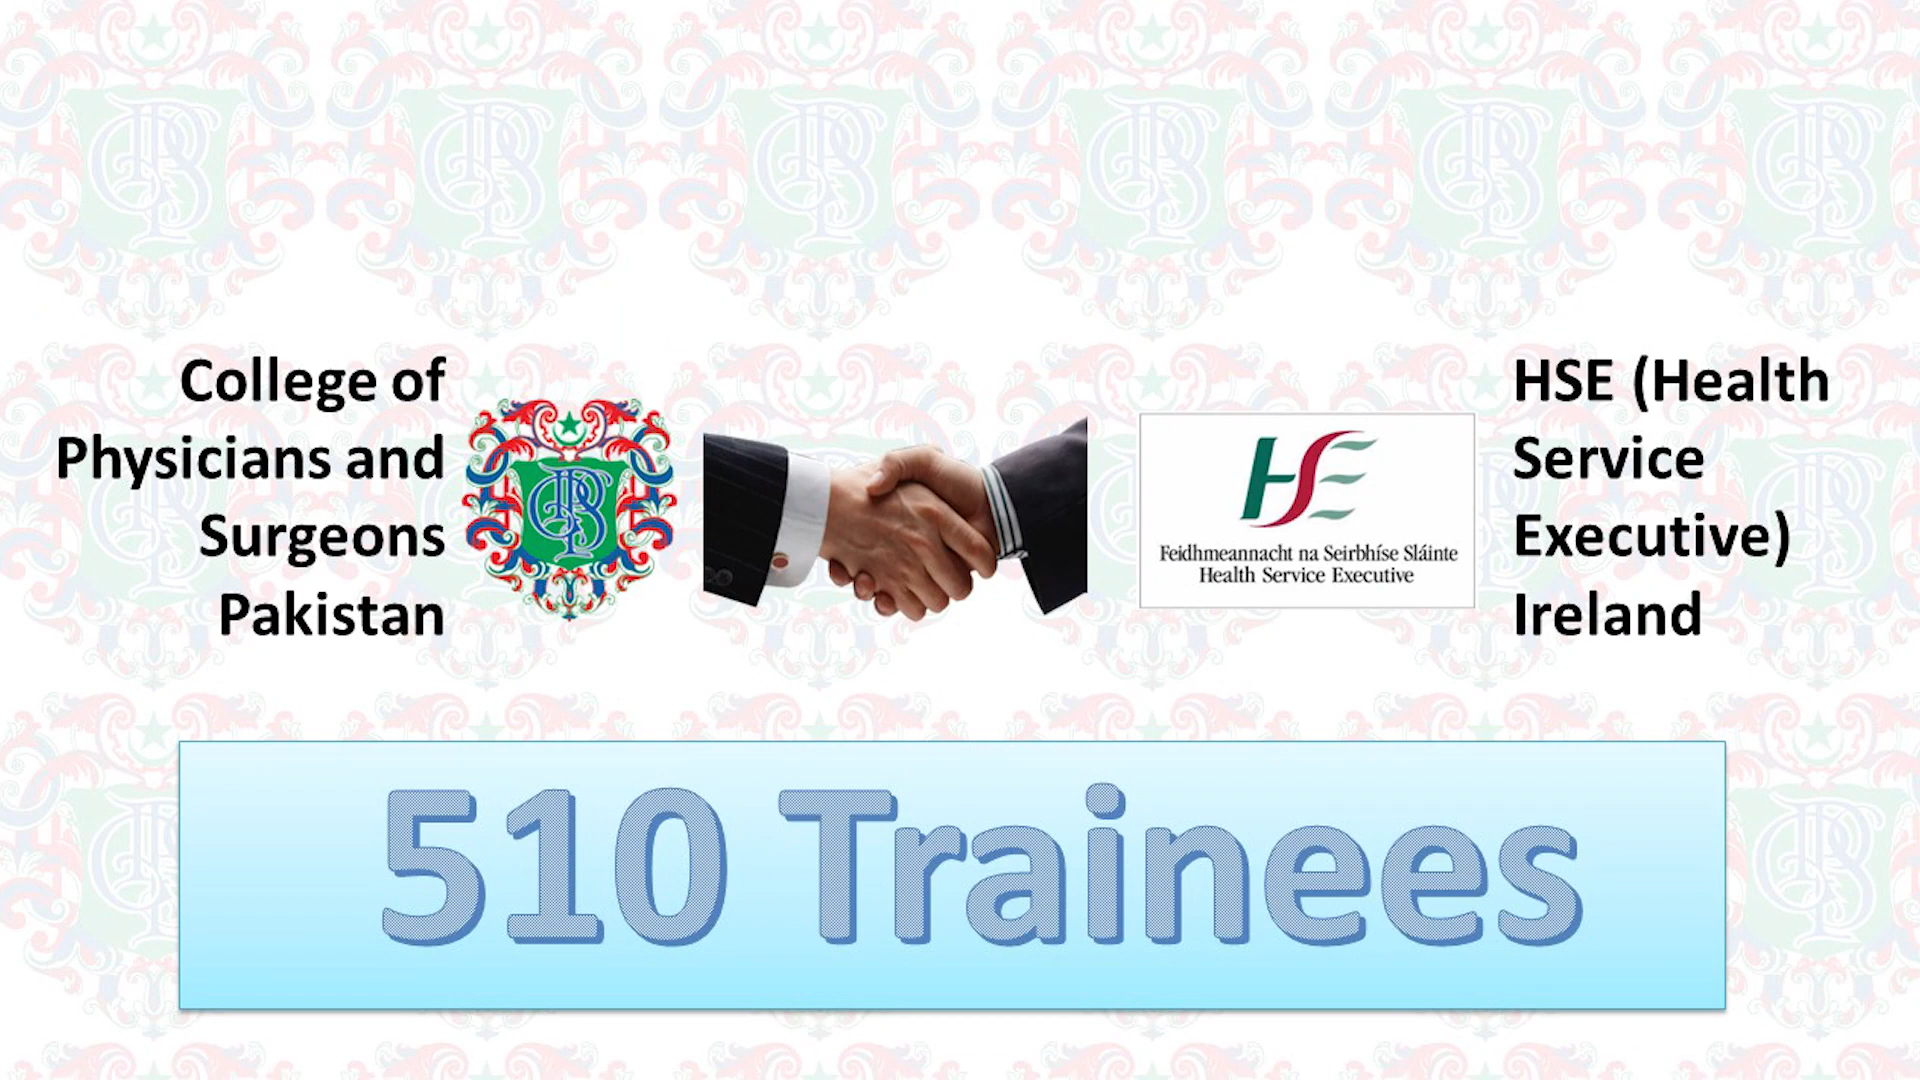 College of
Physicians and
Surgeons
Pakistan
HSE
Feidhmeannacht na Seirbhíse Sláinte
Health Service Executive
HSE (Health
Service
Executive)
Ireland
510 Trainees